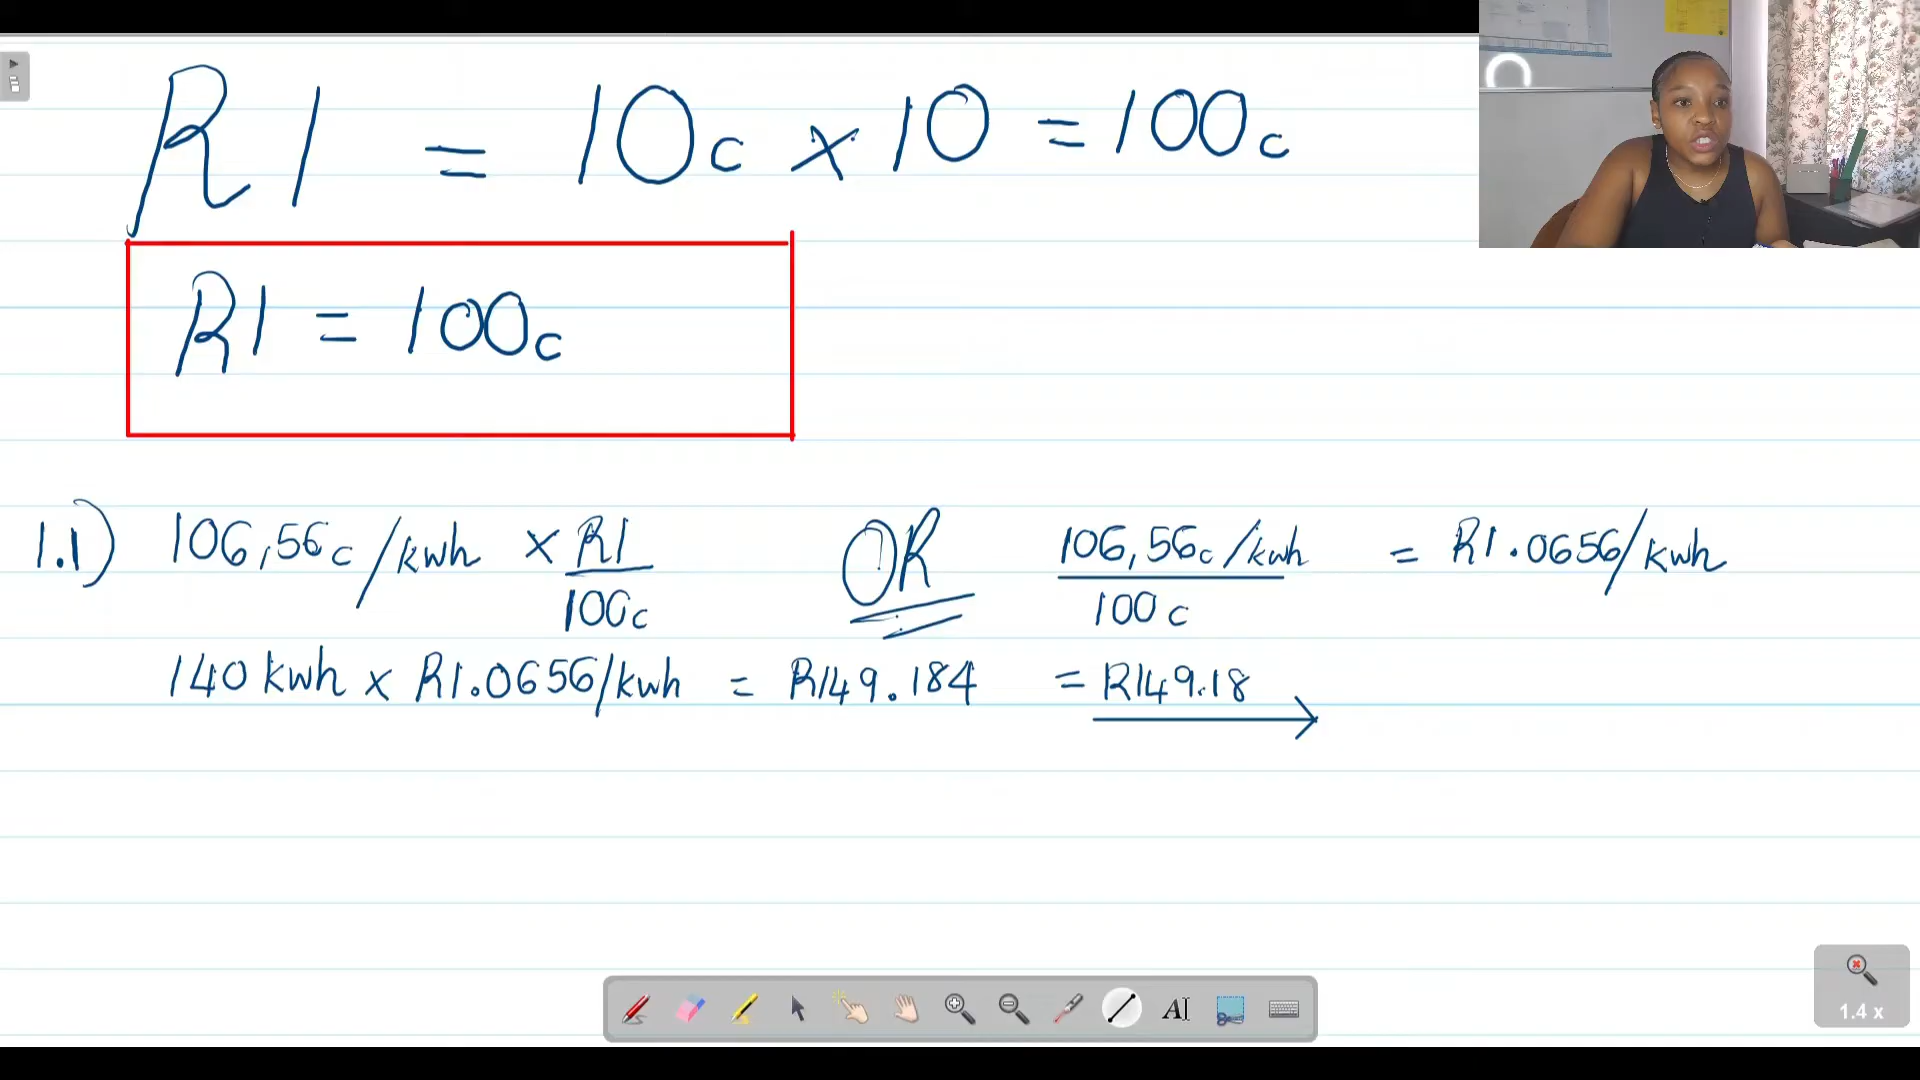 R1 = 10c × 10 = 100c
R1 = 100c
1.1) 106,56c/kwh × R1/100c OR 106,56c/kwh/100c = R1.0656/kwh
140 kwh × R1.0656/kwh = R149.184 = R149.18
AI
1.4 x